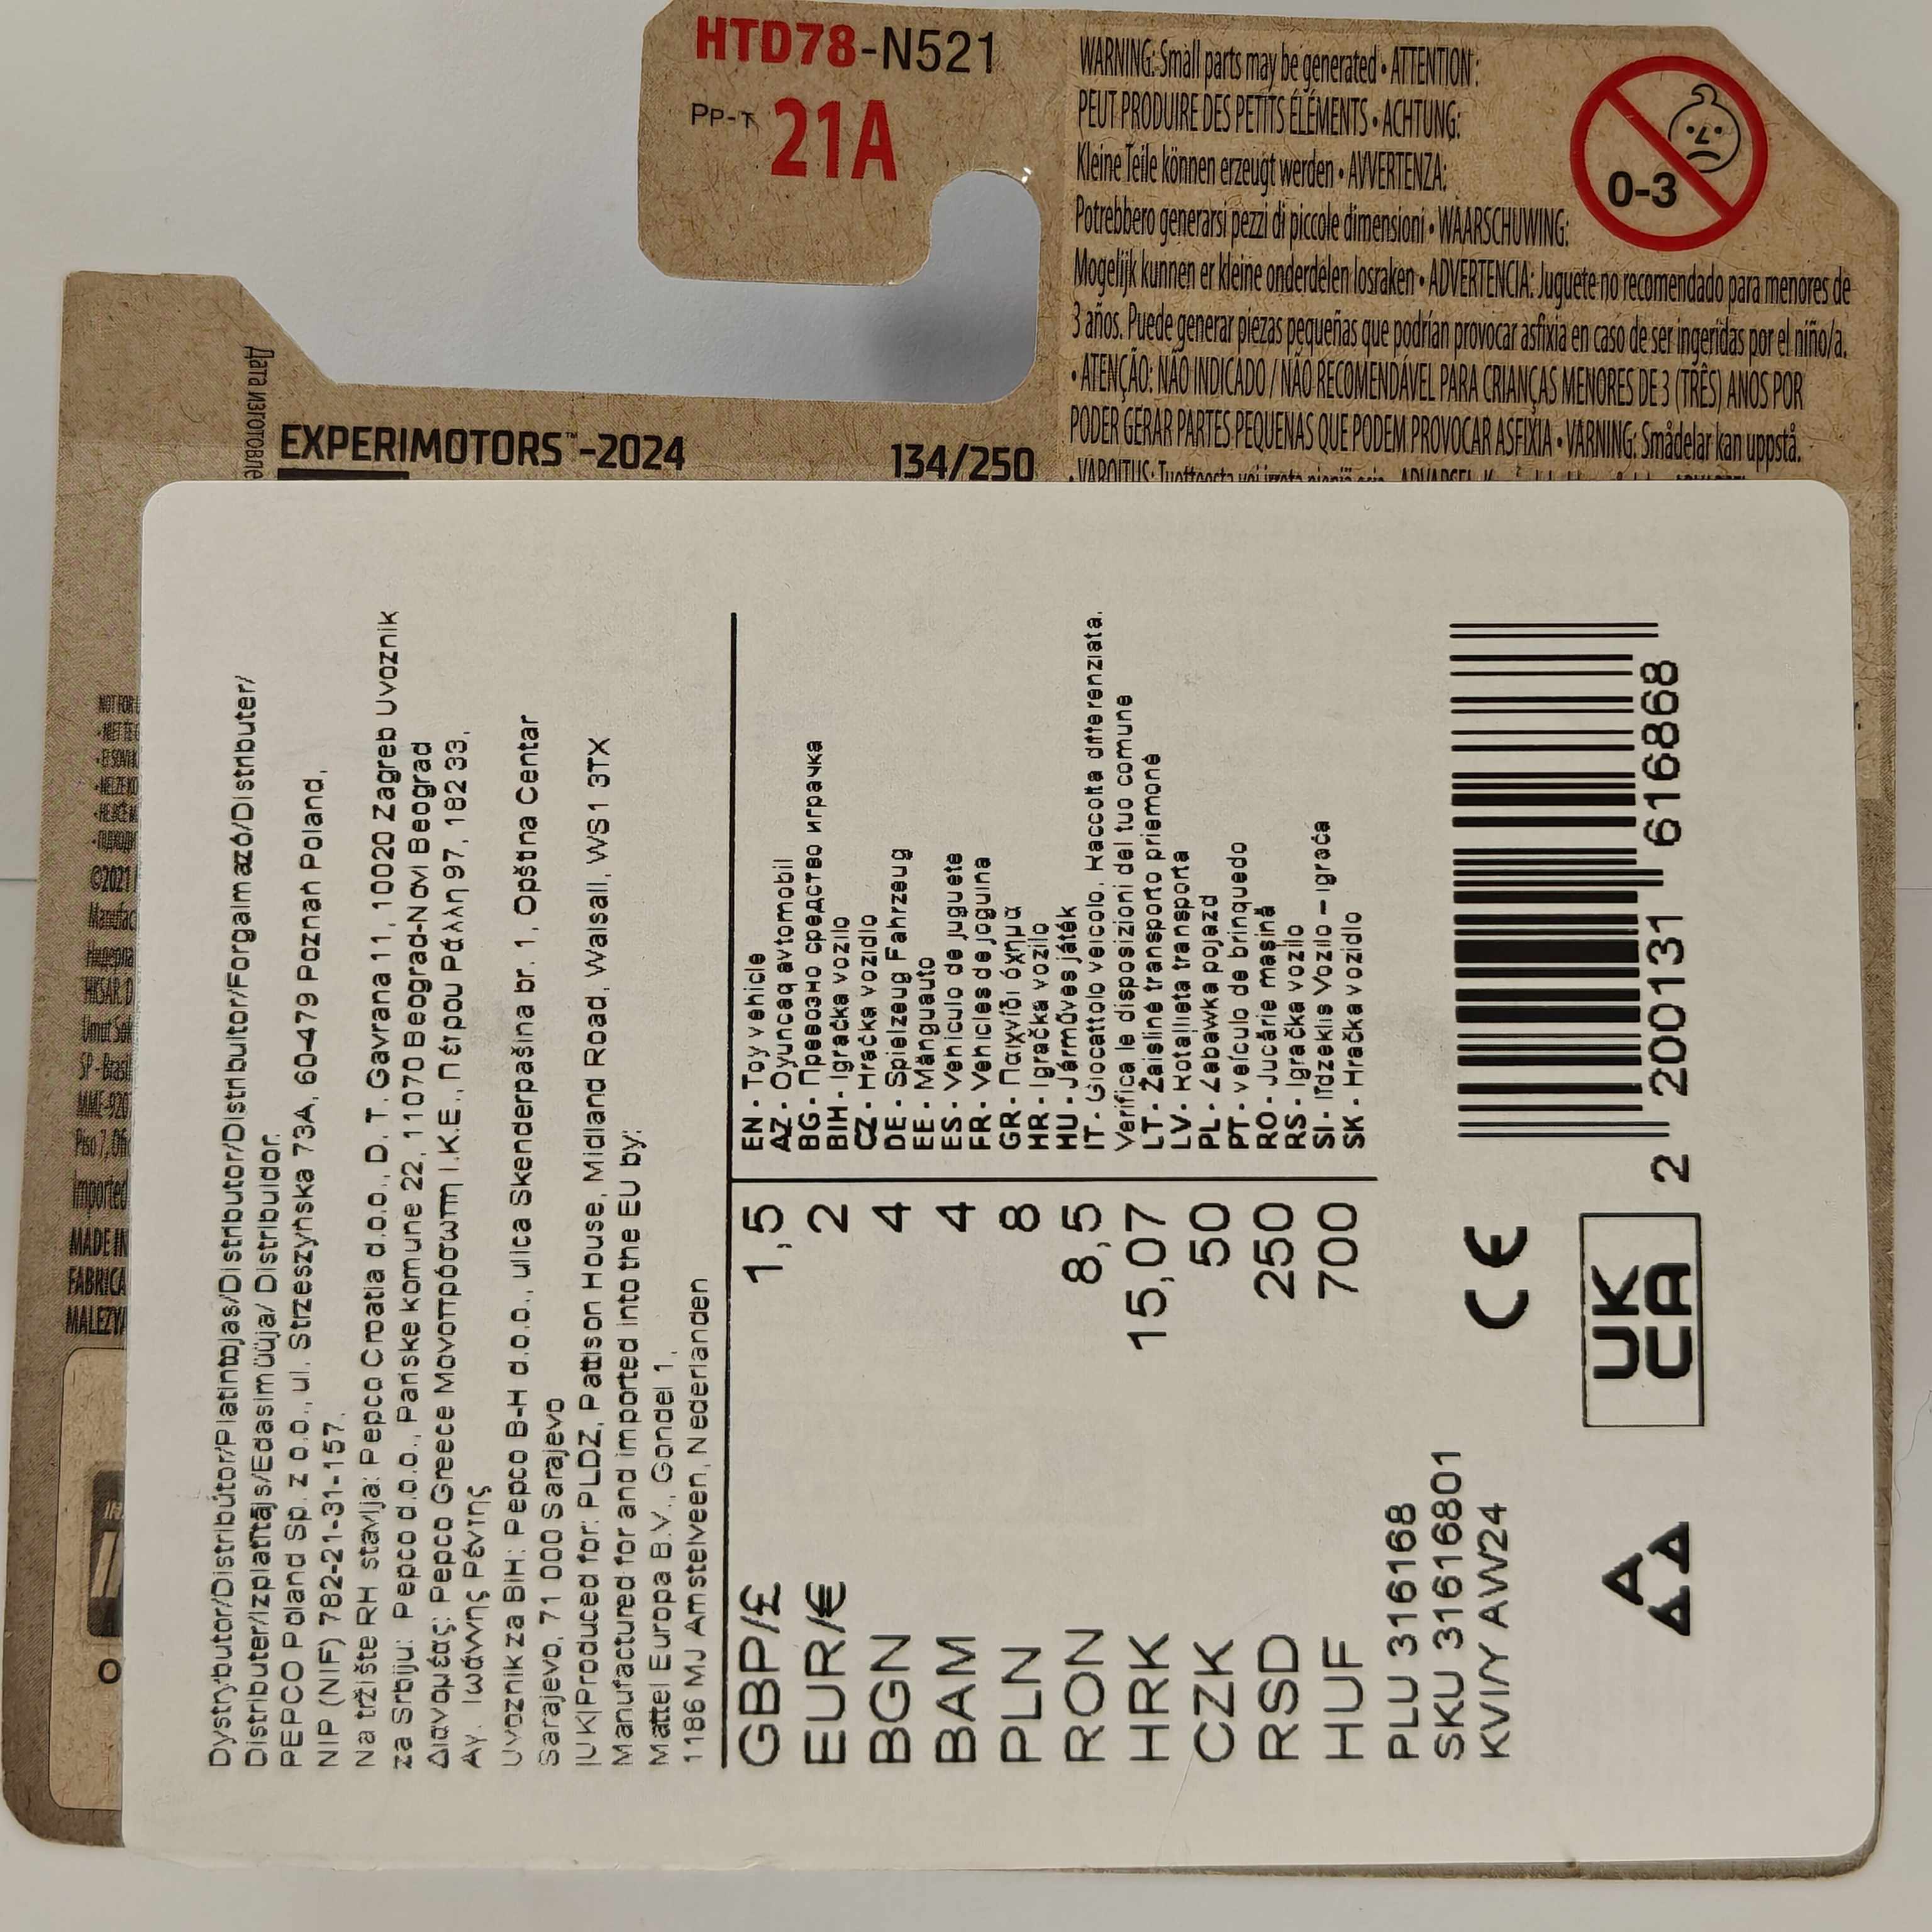 HTD78-N521
PP-T 21A
WARNING: Small parts may be generated • ATTENTION :
PEUT PRODUIRE DES PETITS ÉLÉMENTS • ACHTUNG:
Kleine Teile können erzeugt werden • AVVERTENZA:
Potrebbero generarsi pezzi di piccole dimensioni • WAARSCHUWING:
Mogelijk kunnen er kleine onderdelen losraken • ADVERTENCIA: Juguete no recomendado para menores de
3 años. Puede generar piezas pequeñas que podrían provocar asfixia en caso de ser ingeridas por el niño/a.
• ATENÇÃO: NÃO INDICADO / NÃO RECOMENDÁVEL PARA CRIANÇAS MENORES DE 3 (TRÊS) ANOS POR
PODER GERAR PARTES PEQUENAS QUE PODEM PROVOCAR ASFIXIA • VARNING: Smådelar kan uppstå.
0-3
Дата изготовле
EXPERIMOTORS™-2024
134/250
©2021
Manufac
HKSAR
SP - Brasil
Imported
MADE IN
FABRICA
MALEZYA
Dystrybutor/Distribútor/Platintojas/Distributor/Distributor/Forgalmazó/Distributer/
Distributer/Izplatītājs/Edasimüüja/ Distribuidor.
PEPCO Poland Sp. z o.o., ul. Strzeszyńska 73A, 60-479 Poznań Poland,
NIP (NIF) 782-21-31-157.
Na tržište RH stavlja: Pepco Croatia d.o.o., D. T. Gavrana 11, 10020 Zagreb Uvoznik
za Srbiju: Pepco d.o.o., Pariske komune 22, 11070 Beograd-Novi Beograd
Διανομέας: Pepco Greece Μονοπρόσωπη Ι.Κ.Ε., Πέτρου Ράλλη 97, 182 33,
Αγ. Ιωάννης Ρέντης
Uvoznik za BiH: Pepco B-H d.o.o., ulica Skenderpašina br. 1, Opština Centar
Sarajevo, 71 000 Sarajevo
|UK|Produced for: PLDZ, Pattison House, Midland Road, Walsall, WS1 3TX
Manufactured for and imported into the EU by:
Mattel Europa B.V., Gondel 1,
1186 MJ Amstelveen, Nederlanden
GBP/£ 1,5
EUR/€ 2
BGN 4
BAM 4
PLN 8
RON 8,5
HRK 15,07
CZK 50
RSD 250
HUF 700
EN - Toy vehicle
AZ - Oyuncaq avtomobil
BG - Превозно средство играчка
BIH - Igračka vozilo
CZ - Hračka vozidlo
DE - Spielzeug Fahrzeug
EE - Mänguauto
ES - Vehículo de juguete
FR - Vehicles de joguina
GR - Παιχνίδι όχημα
HR - Igračka vozilo
HU - Járműves játék
IT - Giocattolo veicolo. Raccolta differenziata.
Verifica le disposizioni del tuo comune
LT - Žaislinė transporto priemonė
LV - Rotaļlieta transporta
PL - Zabawka pojazd
PT - veículo de brinquedo
RO - Jucărie mașină
RS - Igračka vozilo
SI - Vozilo – igrača
SK - Hračka vozidlo
PLU 316168
SKU 31616801
KVI/Y AW24
CE
UK
CA
2 200131 616868